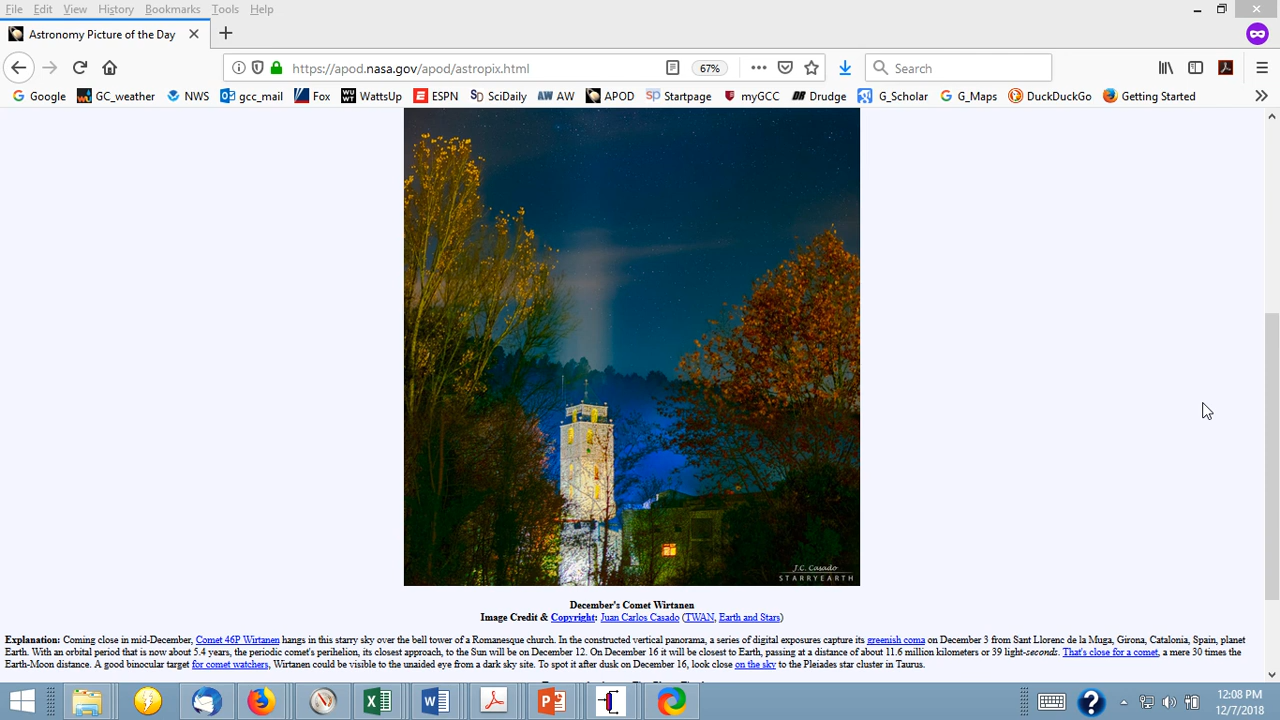 File Edit View History Bookmarks Tools Help
Astronomy Picture of the Day
https://apod.nasa.gov/apod/astropix.html 67% Search
Google GC_weather NWS gcc_mail Fox WattsUp ESPN SciDaily AW AW APOD sp Startpage myGCC DR Drudge G_Scholar G_Maps DuckDuckGo Getting Started
J.C. Casado
STARRYEARTH
December's Comet Wirtanen
Image Credit & Copyright: Juan Carlos Casado (TWAN, Earth and Stars)
Explanation: Coming close in mid-December, Comet 46P Wirtanen hangs in this starry sky over the bell tower of a Romanesque church. In the constructed vertical panorama, a series of digital exposures capture its greenish coma on December 3 from Sant Llorenc de la Muga, Girona, Catalonia, Spain, planet
Earth. With an orbital period that is now about 5.4 years, the periodic comet's perihelion, its closest approach, to the Sun will be on December 12. On December 16 it will be closest to Earth, passing at a distance of about 11.6 million kilometers or 39 light-seconds. That's close for a comet, a mere 30 times the
Earth-Moon distance. A good binocular target for comet watchers, Wirtanen could be visible to the unaided eye from a dark sky site. To spot it after dusk on December 16, look close on the sky to the Pleiades star cluster in Taurus.
12:08 PM
12/7/2018